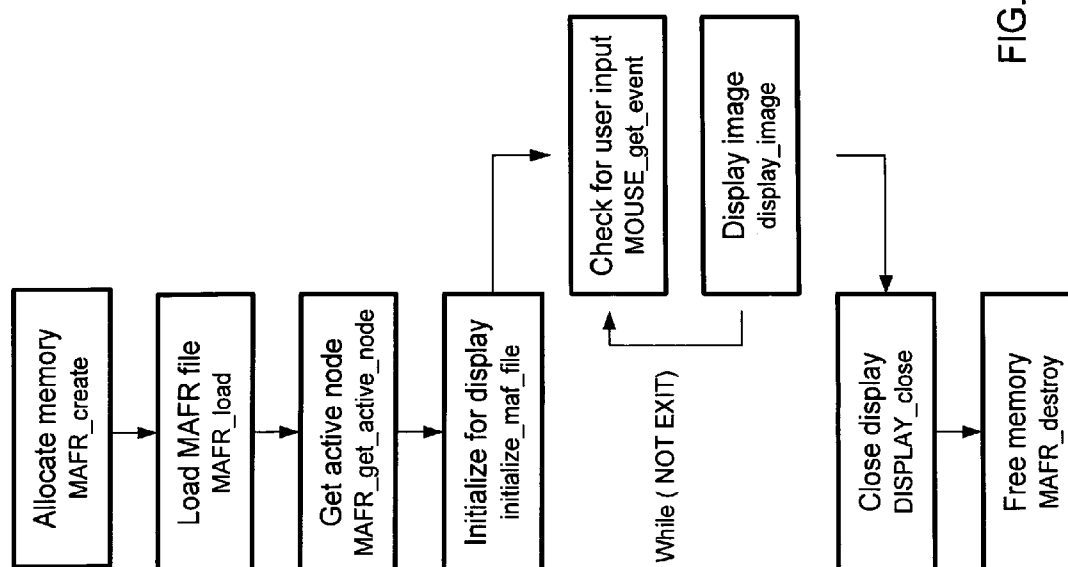 Allocate memory
MAFR_create
Load MAFR file
MAFR_load
Get active node
MAFR_get_active_node
Initialize for display
initialize_maf_file
Check for user input
MOUSE_get_event
Display image
display_image
While ( NOT EXIT)
Close display
DISPLAY_close
Free memory
MAFR_destroy
FIG.